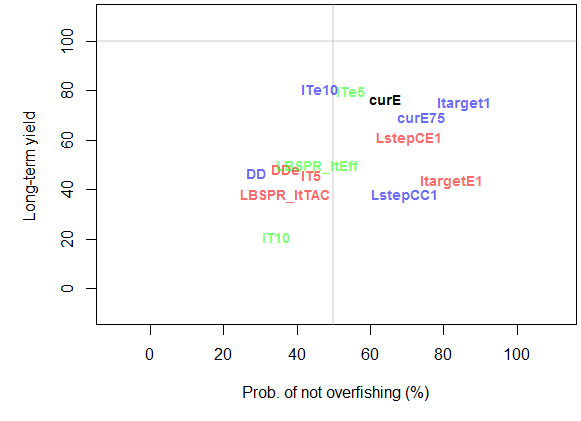 100
80
60
40
20
0
Long-term yield
ITe10
ITe5
curE
Itarget1
curE75
LstepCE1
LBSPR_ItEff
DD
DDe
IT5
ItargetE1
LBSPR_ItTAC
LstepCC1
IT10
0 20 40 60 80 100
Prob. of not overfishing (%)